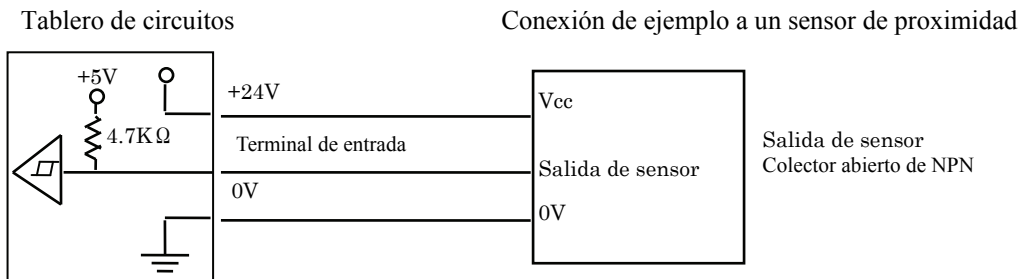 Tablero de circuitos
Conexión de ejemplo a un sensor de proximidad
+5V
4.7KΩ
+24V
Terminal de entrada
0V
Vcc
Salida de sensor
0V
Salida de sensor
Colector abierto de NPN